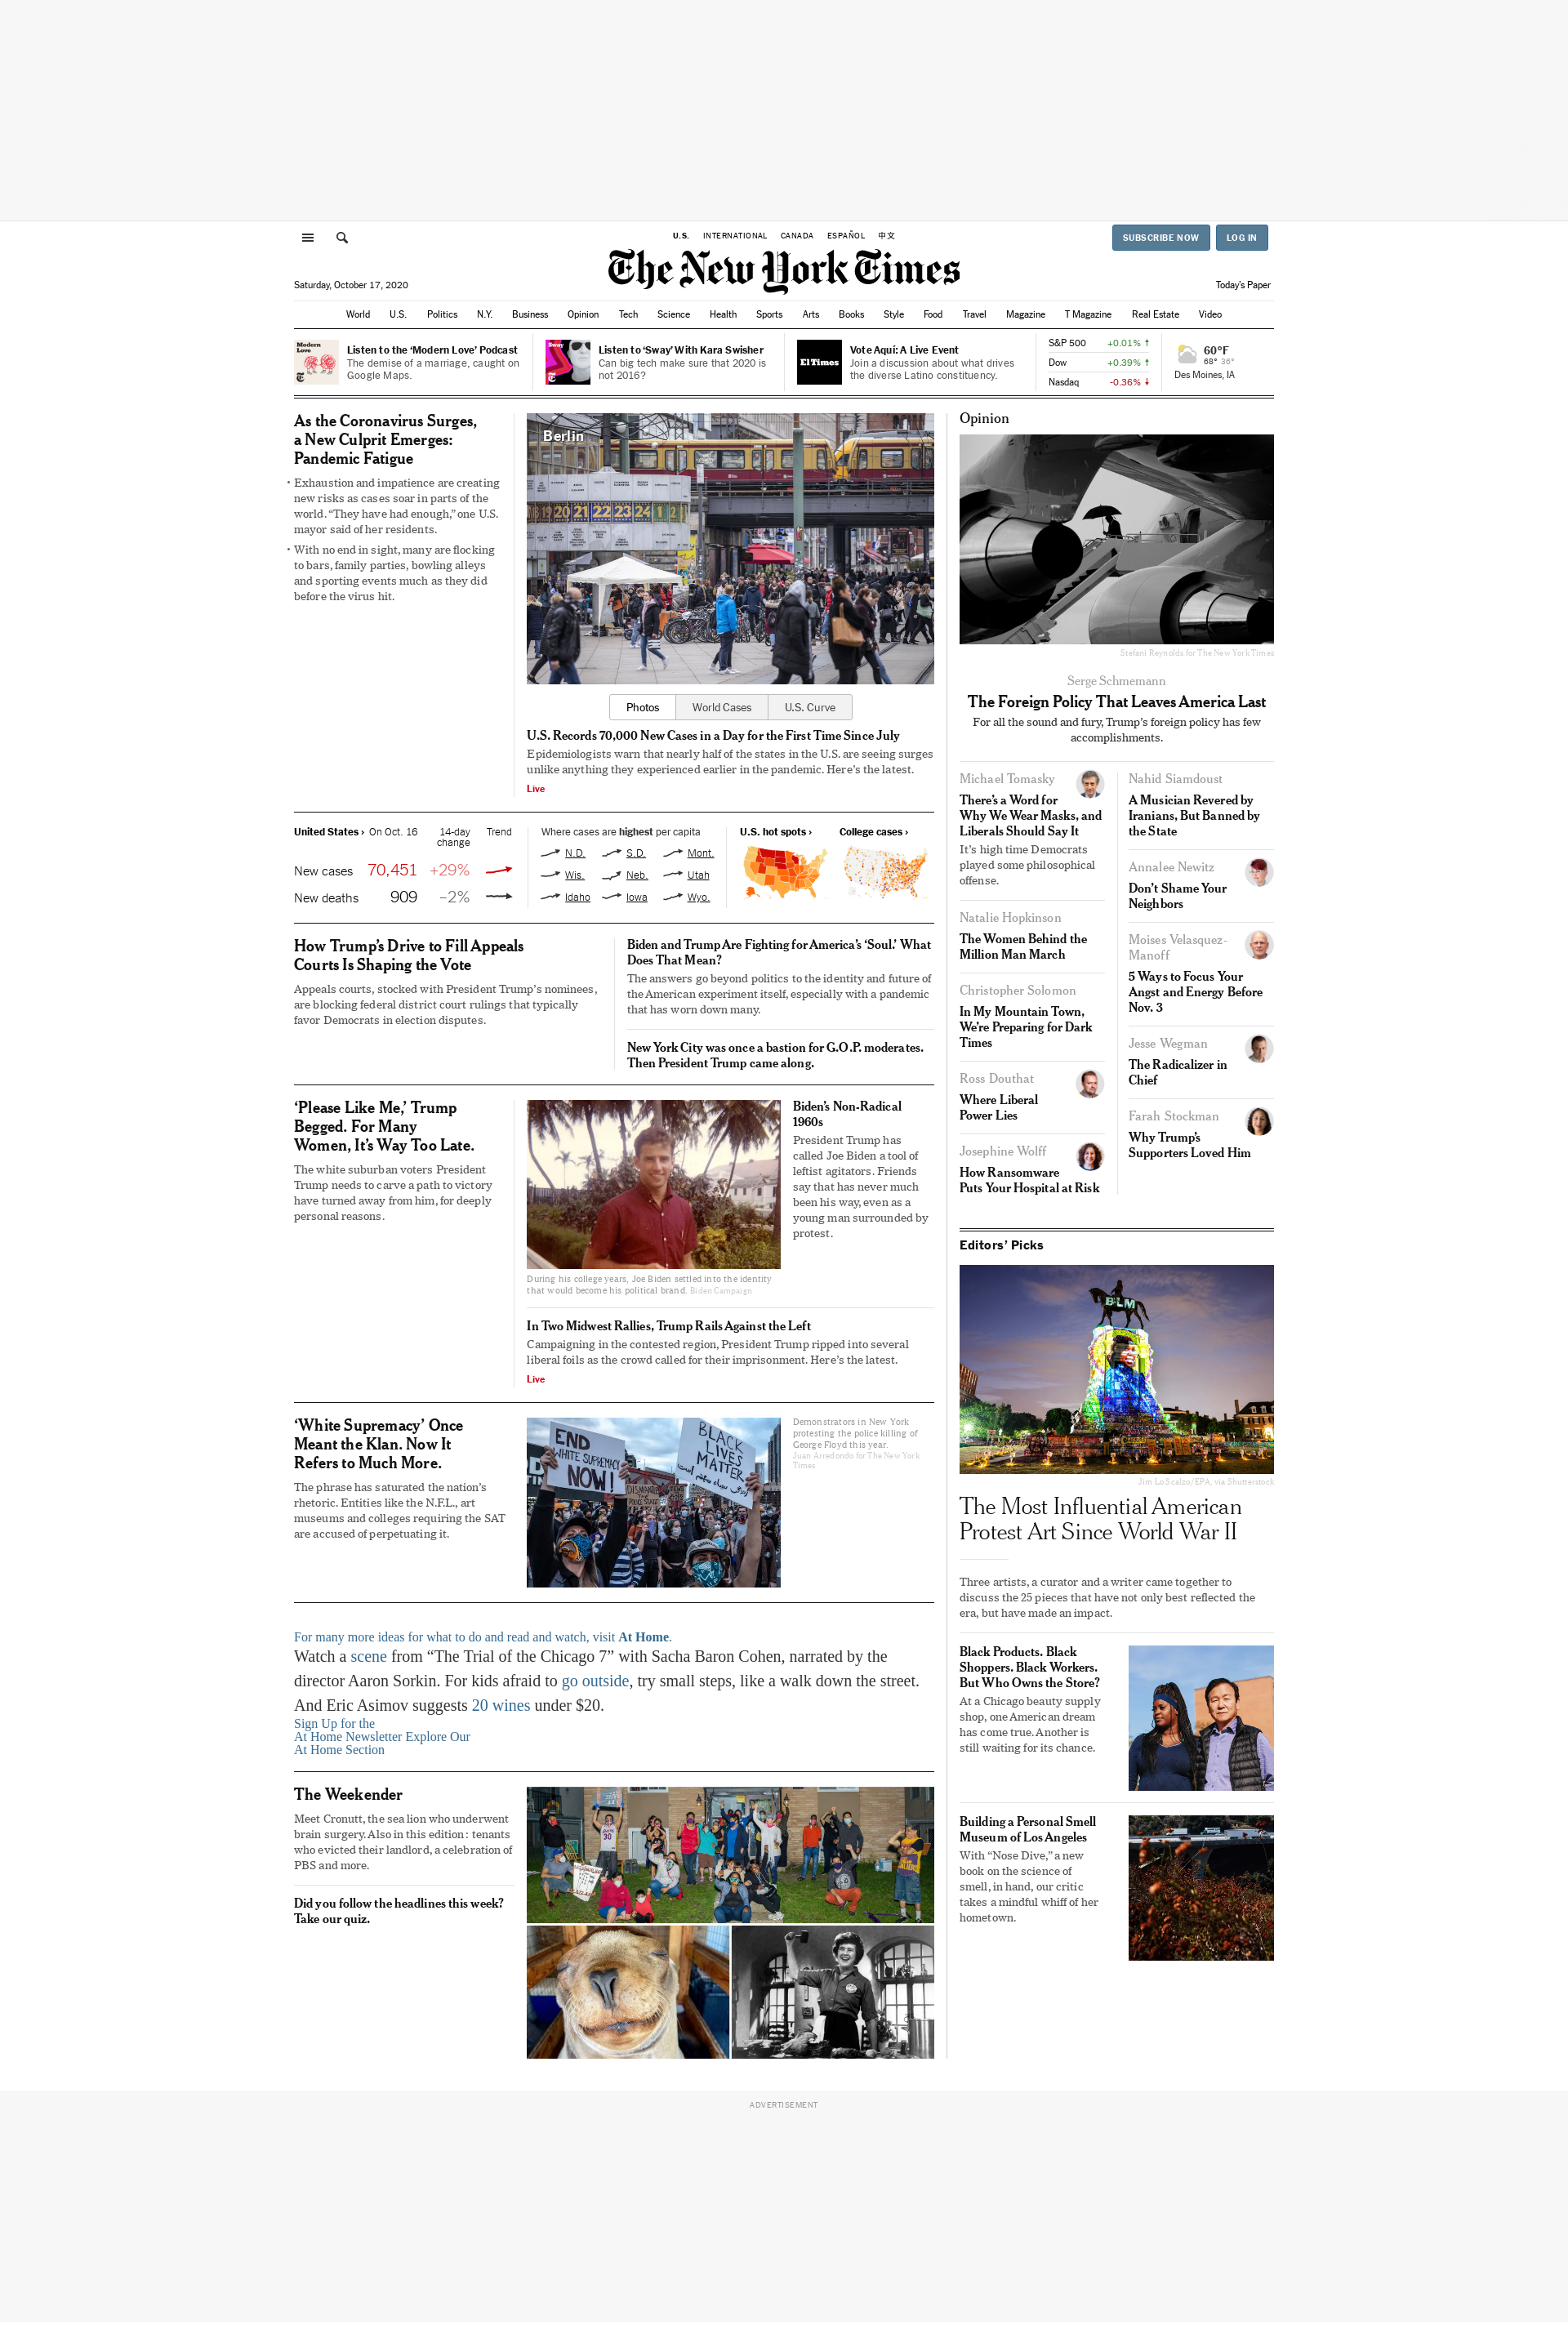 U.S. INTERNATIONAL CANADA ESPAÑOL 中文
SUBSCRIBE NOW LOG IN
The New York Times
Saturday, October 17, 2020
Today's Paper
World U.S. Politics N.Y. Business Opinion Tech Science Health Sports Arts Books Style Food Travel Magazine T Magazine Real Estate Video
Modern
Love
Listen to the ‘Modern Love’ Podcast
The demise of a marriage, caught on
Google Maps.
Sway
Listen to ‘Sway’ With Kara Swisher
Can big tech make sure that 2020 is
not 2016?
El Times
Vote Aquí: A Live Event
Join a discussion about what drives
the diverse Latino constituency.
S&P 500 +0.01% ↑
Dow +0.39% ↑
Nasdaq -0.36% ↓
60°F
68° 36°
Des Moines, IA
As the Coronavirus Surges,
a New Culprit Emerges:
Pandemic Fatigue
• Exhaustion and impatience are creating
new risks as cases soar in parts of the
world. “They have had enough,” one U.S.
mayor said of her residents.
• With no end in sight, many are flocking
to bars, family parties, bowling alleys
and sporting events much as they did
before the virus hit.
Berlin
18 19 20 21 22 23 24
Photos World Cases U.S. Curve
U.S. Records 70,000 New Cases in a Day for the First Time Since July
Epidemiologists warn that nearly half of the states in the U.S. are seeing surges
unlike anything they experienced earlier in the pandemic. Here’s the latest.
Live
United States › On Oct. 16 14-day Trend
change
New cases 70,451 +29%
New deaths 909 –2%
Where cases are highest per capita
N.D. S.D. Mont.
Wis. Neb. Utah
Idaho Iowa Wyo.
U.S. hot spots › College cases ›
How Trump’s Drive to Fill Appeals
Courts Is Shaping the Vote
Appeals courts, stocked with President Trump’s nominees,
are blocking federal district court rulings that typically
favor Democrats in election disputes.
Biden and Trump Are Fighting for America’s ‘Soul.’ What
Does That Mean?
The answers go beyond politics to the identity and future of
the American experiment itself, especially with a pandemic
that has worn down many.
New York City was once a bastion for G.O.P. moderates.
Then President Trump came along.
‘Please Like Me,’ Trump
Begged. For Many
Women, It’s Way Too Late.
The white suburban voters President
Trump needs to carve a path to victory
have turned away from him, for deeply
personal reasons.
During his college years, Joe Biden settled into the identity
that would become his political brand. Biden Campaign
Biden’s Non-Radical
1960s
President Trump has
called Joe Biden a tool of
leftist agitators. Friends
say that has never much
been his way, even as a
young man surrounded by
protest.
In Two Midwest Rallies, Trump Rails Against the Left
Campaigning in the contested region, President Trump ripped into several
liberal foils as the crowd called for their imprisonment. Here’s the latest.
Live
‘White Supremacy’ Once
Meant the Klan. Now It
Refers to Much More.
The phrase has saturated the nation’s
rhetoric. Entities like the N.F.L., art
museums and colleges requiring the SAT
are accused of perpetuating it.
END
WHITE SUPREMACY
NOW!
BLACK
LIVES
MATTER
Demonstrators in New York
protesting the police killing of
George Floyd this year.
Juan Arredondo for The New York
Times
For many more ideas for what to do and read and watch, visit At Home.
Watch a scene from “The Trial of the Chicago 7” with Sacha Baron Cohen, narrated by the
director Aaron Sorkin. For kids afraid to go outside, try small steps, like a walk down the street.
And Eric Asimov suggests 20 wines under $20.
Sign Up for the
At Home Newsletter Explore Our
At Home Section
The Weekender
Meet Cronutt, the sea lion who underwent
brain surgery. Also in this edition: tenants
who evicted their landlord, a celebration of
PBS and more.
Did you follow the headlines this week?
Take our quiz.
30
Opinion
Stefani Reynolds for The New York Times
Serge Schmemann
The Foreign Policy That Leaves America Last
For all the sound and fury, Trump’s foreign policy has few
accomplishments.
Michael Tomasky
There’s a Word for
Why We Wear Masks, and
Liberals Should Say It
It’s high time Democrats
played some philosophical
offense.
Natalie Hopkinson
The Women Behind the
Million Man March
Christopher Solomon
In My Mountain Town,
We’re Preparing for Dark
Times
Ross Douthat
Where Liberal
Power Lies
Josephine Wolff
How Ransomware
Puts Your Hospital at Risk
Nahid Siamdoust
A Musician Revered by
Iranians, But Banned by
the State
Annalee Newitz
Don’t Shame Your
Neighbors
Moises Velasquez-
Manoff
5 Ways to Focus Your
Angst and Energy Before
Nov. 3
Jesse Wegman
The Radicalizer in
Chief
Farah Stockman
Why Trump’s
Supporters Loved Him
Editors’ Picks
BLM
Jim Lo Scalzo/EPA, via Shutterstock
The Most Influential American
Protest Art Since World War II
Three artists, a curator and a writer came together to
discuss the 25 pieces that have not only best reflected the
era, but have made an impact.
Black Products. Black
Shoppers. Black Workers.
But Who Owns the Store?
At a Chicago beauty supply
shop, one American dream
has come true. Another is
still waiting for its chance.
Building a Personal Smell
Museum of Los Angeles
With “Nose Dive,” a new
book on the science of
smell, in hand, our critic
takes a mindful whiff of her
hometown.
ADVERTISEMENT